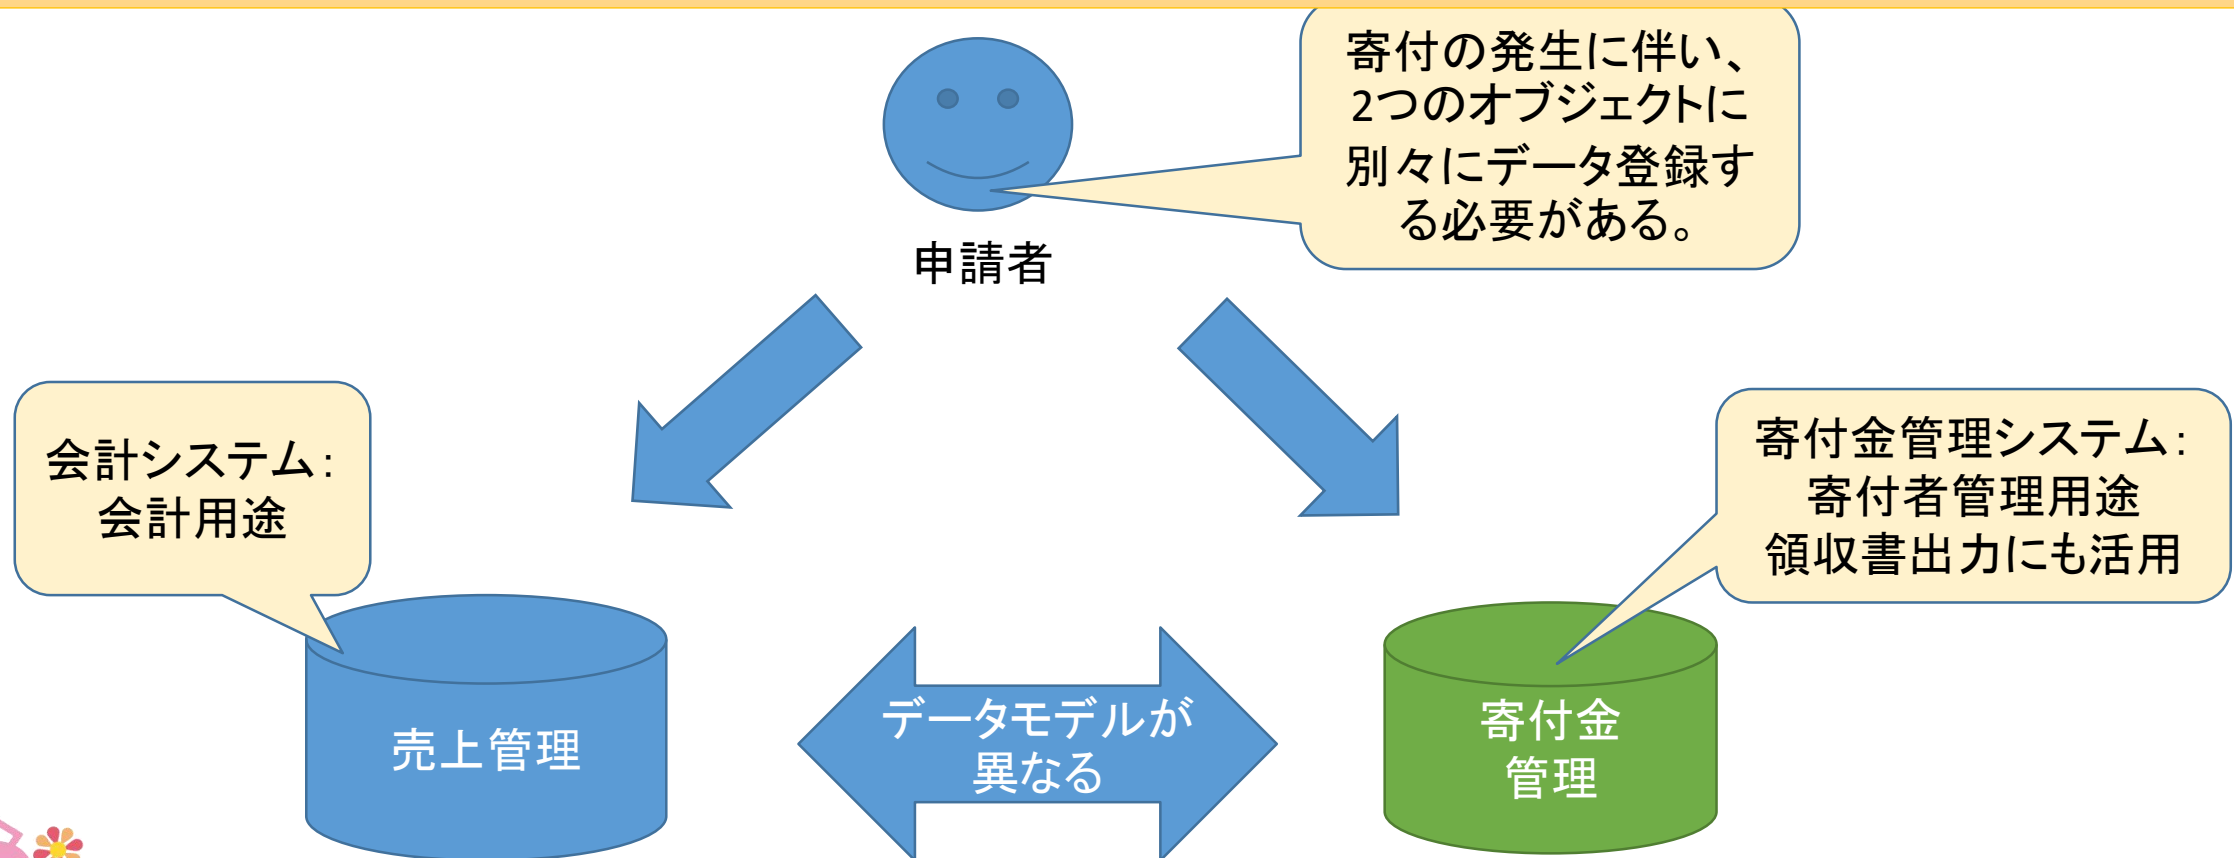 寄付の発生に伴い、
2つのオブジェクトに
別々にデータ登録す
る必要がある。
申請者
会計システム:
会計用途
寄付金管理システム:
寄付者管理用途
領収書出力にも活用
売上管理
データモデルが
異なる
寄付金
管理